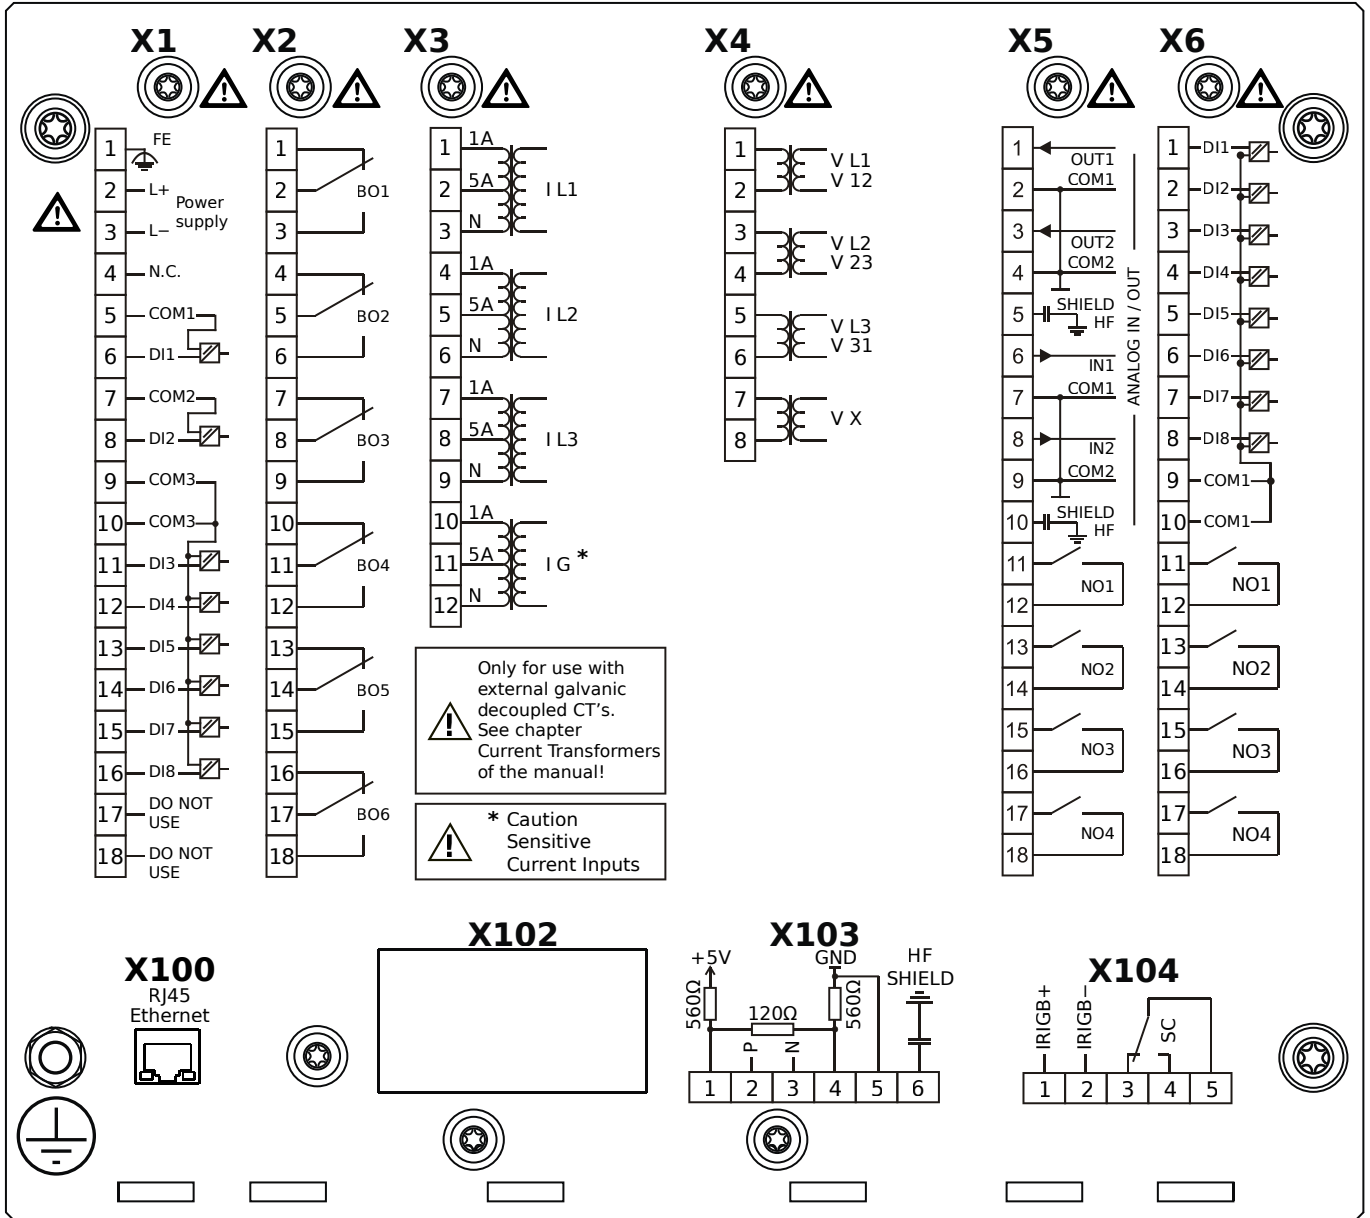 X1
X2
X3
X4
X5
X6
1 FE
2 L+
Power
supply
3 L−
4 N.C.
5 COM1
6 DI1
7 COM2
8 DI2
9 COM3
10 COM3
11 DI3
12 DI4
13 DI5
14 DI6
15 DI7
16 DI8
17 DO NOT
USE
18 DO NOT
USE
1
2 BO1
3
4
5 BO2
6
7
8 BO3
9
10
11 BO4
12
13
14 BO5
15
16
17 BO6
18
1 1A
2 5A I L1
3 N
4 1A
5 5A I L2
6 N
7 1A
8 5A I L3
9 N
10 1A
11 5A I G *
12 N
Only for use with
external galvanic
decoupled CT's.
See chapter
Current Transformers
of the manual!
* Caution
Sensitive
Current Inputs
1 V L1
2 V 12
3 V L2
4 V 23
5 V L3
6 V 31
7
V X
8
1 OUT1
2 COM1
3 OUT2
4 COM2
5 SHIELD
HF
6 IN1
7 COM1
8 IN2
9 COM2
10 SHIELD
HF
ANALOG IN / OUT
11
NO1
12
13
NO2
14
15
NO3
16
17
NO4
18
1 DI1
2 DI2
3 DI3
4 DI4
5 DI5
6 DI6
7 DI7
8 DI8
9 COM1
10 COM1
11
NO1
12
13
NO2
14
15
NO3
16
17
NO4
18
X100
RJ45
Ethernet
X102
X103
+5V
GND
HF
SHIELD
560Ω
120Ω
560Ω
P
N
1 2 3 4 5 6
X104
IRIGB+
IRIGB−
SC
1 2 3 4 5